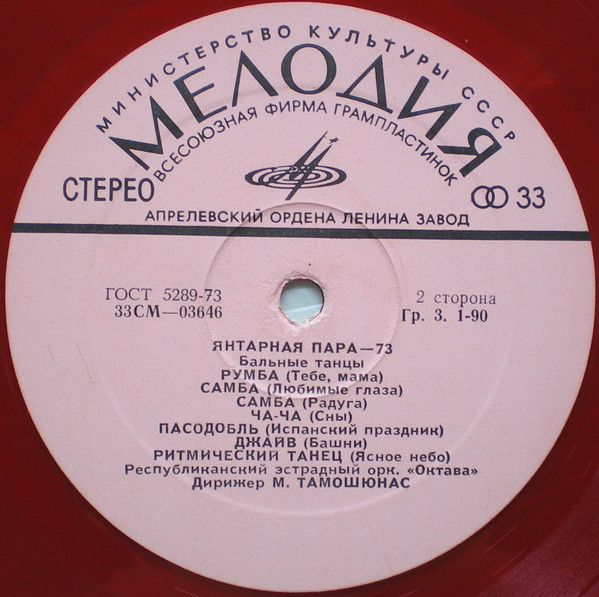 МИНИСТЕРСТВО КУЛЬТУРЫ СССР
МЕЛОДИЯ
ВСЕСОЮЗНАЯ ФИРМА ГРАМПЛАСТИНОК
СТЕРЕО
33
АПРЕЛЕВСКИЙ ОРДЕНА ЛЕНИНА ЗАВОД
ГОСТ 5289-73
33СМ—03646
2 сторона
Гр. 3. 1-90
ЯНТАРНАЯ ПАРА—73
Бальные танцы
РУМБА (Тебе, мама)
САМБА (Любимые глаза)
САМБА (Радуга)
ЧА-ЧА (Сны)
ПАСОДОБЛЬ (Испанский праздник)
ДЖАЙВ (Башни)
РИТМИЧЕСКИЙ ТАНЕЦ (Ясное небо)
Республиканский эстрадный орк. «Октава»
Дирижер М. ТАМОШЮНАС